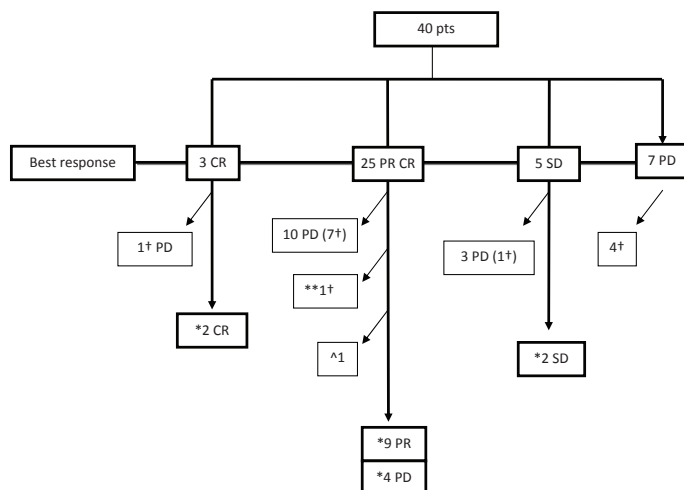 40 pts
Best response
3 CR
25 PR CR
5 SD
7 PD
1† PD
10 PD (7†)
3 PD (1†)
4†
**1†
*2 CR
^1
*2 SD
*9 PR
*4 PD